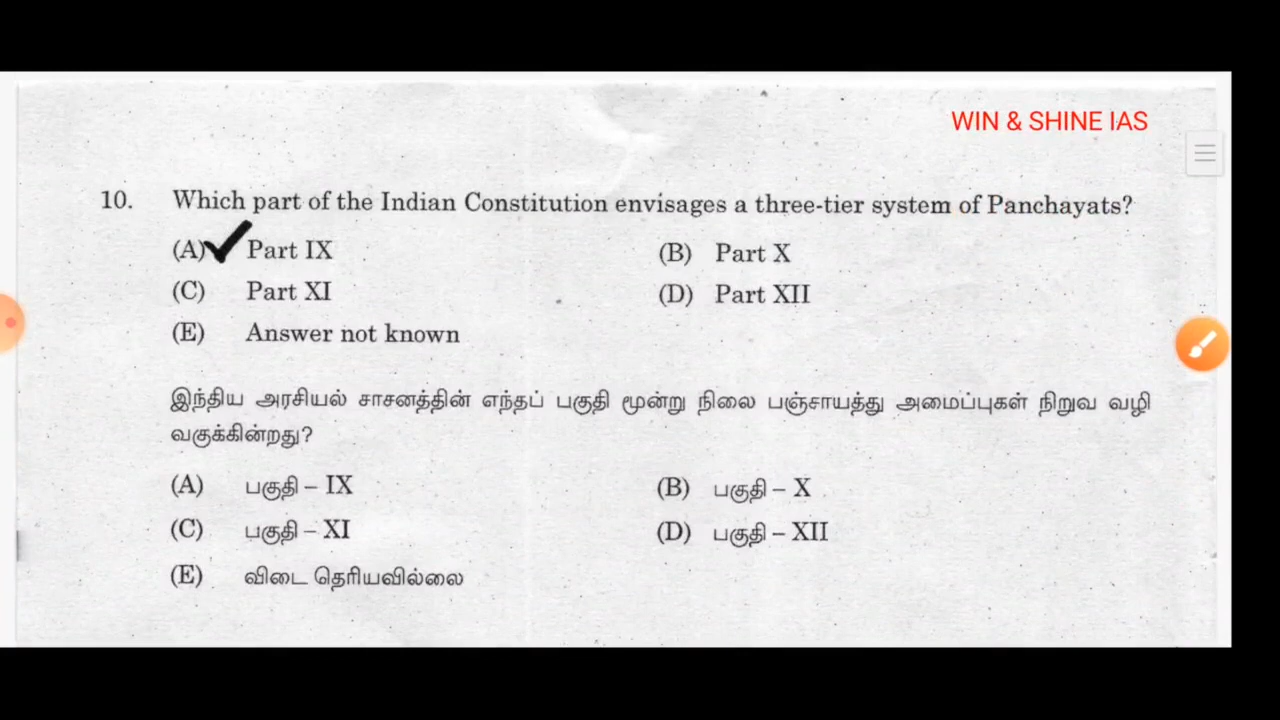 WIN & SHINE IAS
10. Which part of the Indian Constitution envisages a three-tier system of Panchayats?
(A) Part IX (B) Part X
(C) Part XI (D) Part XII
(E) Answer not known
இந்திய அரசியல் சாசனத்தின் எந்தப் பகுதி மூன்று நிலை பஞ்சாயத்து அமைப்புகள் நிறுவ வழி
வகுக்கின்றது?
(A) பகுதி – IX (B) பகுதி – X
(C) பகுதி – XI (D) பகுதி – XII
(E) விடை தெரியவில்லை